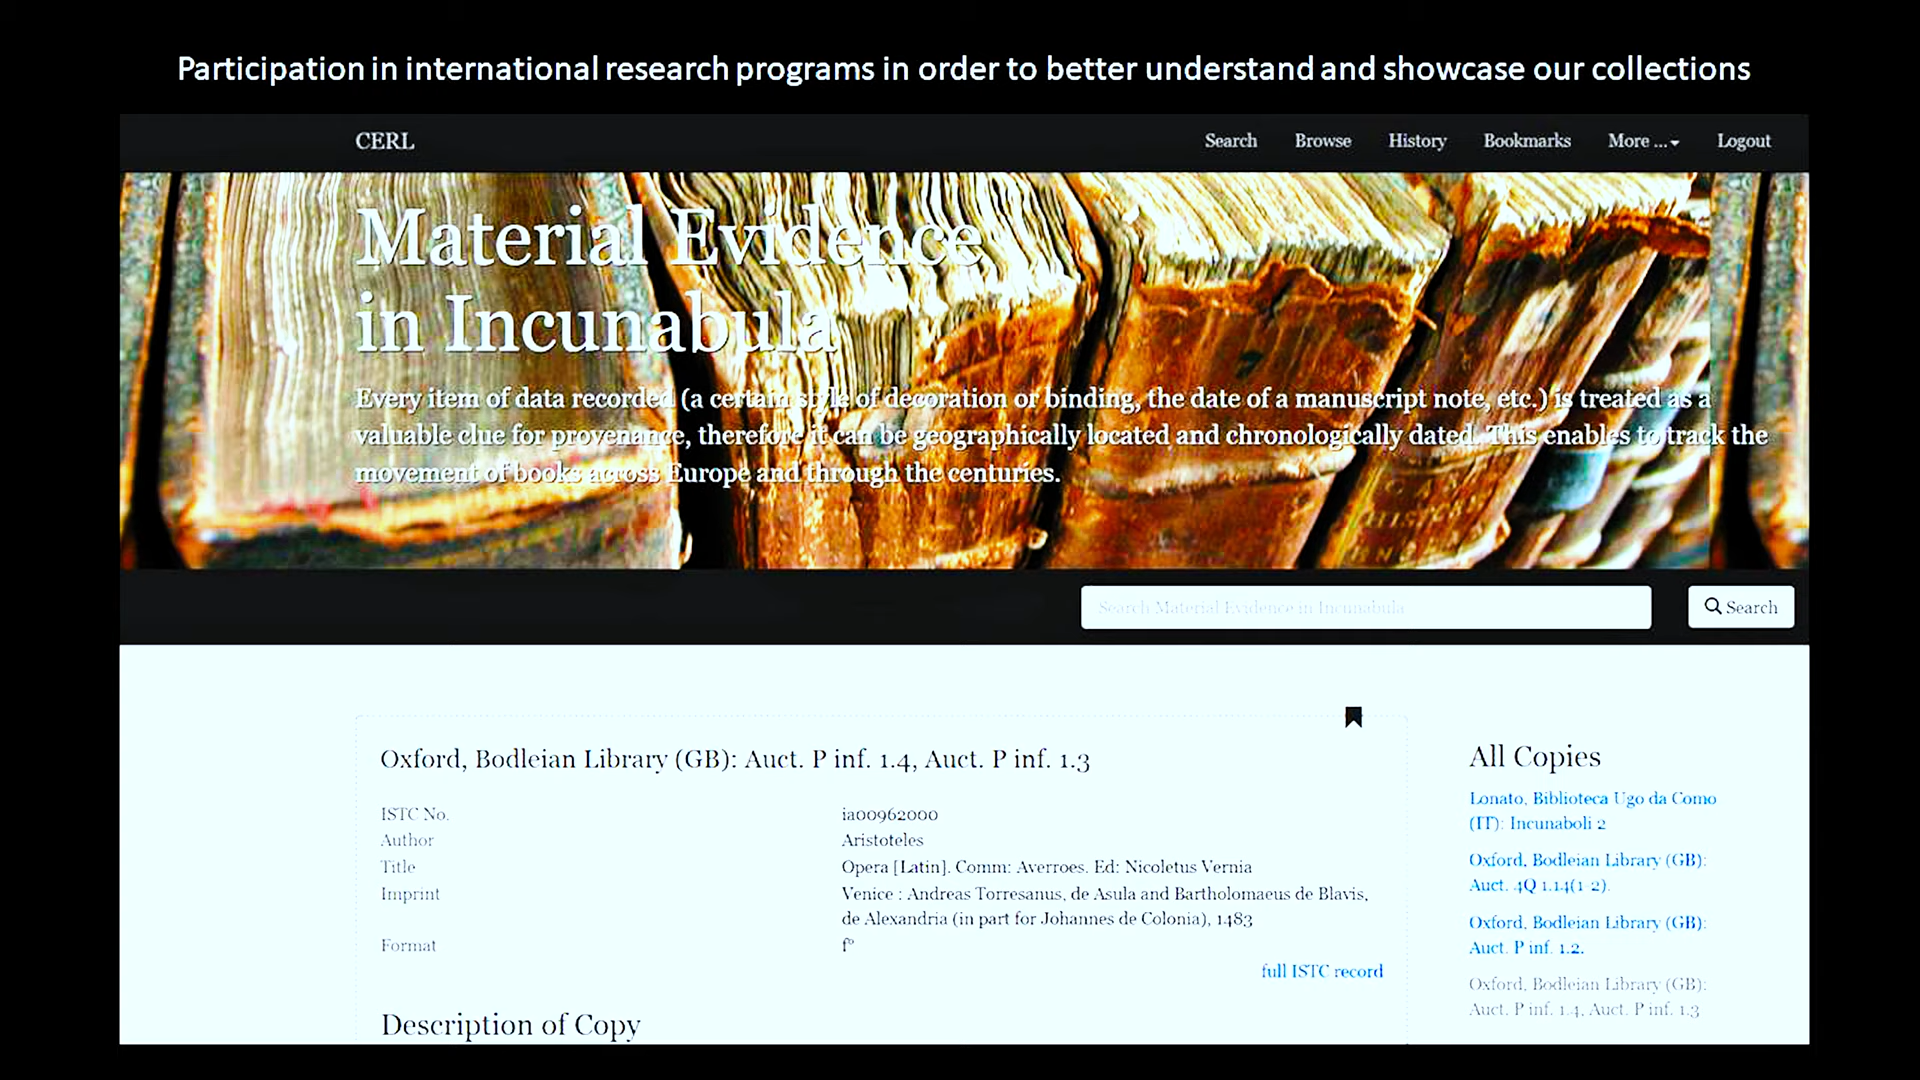 Participation in international research programs in order to better understand and showcase our collections
CERL
Search Browse History Bookmarks More ... Logout
Material Evidence
in Incunabula
Every item of data recorded (a certain style of decoration or binding, the date of a manuscript note, etc.) is treated as a
valuable clue for provenance, therefore it can be geographically located and chronologically dated. This enables to track the
movement of books across Europe and through the centuries.
Search Material Evidence in Incunabula
Search
Oxford, Bodleian Library (GB): Auct. P inf. 1.4, Auct. P inf. 1.3
ISTC No. ia00962000
Author Aristoteles
Title Opera [Latin]. Comm: Averroes. Ed: Nicoletus Vernia
Imprint Venice : Andreas Torresanus, de Asula and Bartholomaeus de Blavis,
de Alexandria (in part for Johannes de Colonia), 1483
Format f°
full ISTC record
Description of Copy
All Copies
Lonato, Biblioteca Ugo da Como
(IT): Incunaboli 2
Oxford, Bodleian Library (GB):
Auct. 4Q 1.14(1-2).
Oxford, Bodleian Library (GB):
Auct. P inf. 1.2.
Oxford, Bodleian Library (GB):
Auct. P inf. 1.4, Auct. P inf. 1.3